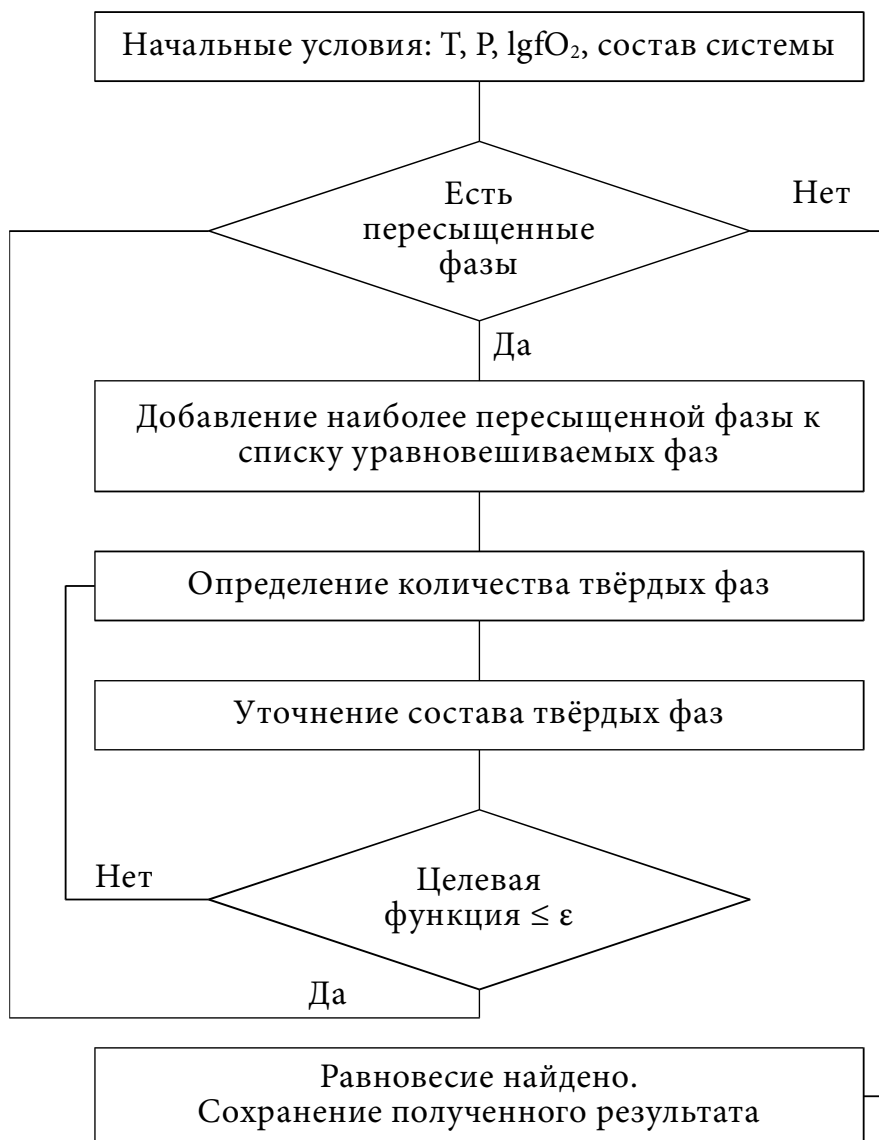 Начальные условия: T, P, lgfO₂, состав системы
Есть
пересыщенные
фазы
Нет
Да
Добавление наиболее пересыщенной фазы к
списку уравновешиваемых фаз
Определение количества твёрдых фаз
Уточнение состава твёрдых фаз
Нет
Целевая
функция ≤ ε
Да
Равновесие найдено.
Сохранение полученного результата